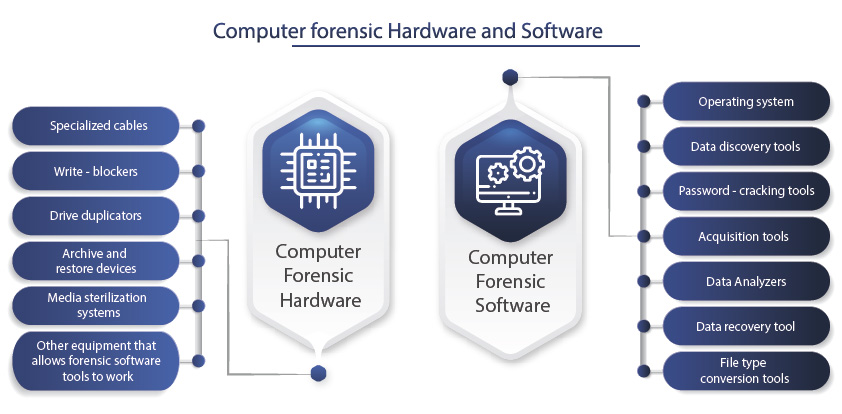 Computer forensic Hardware and Software
Specialized cables
Write - blockers
Drive duplicators
Archive and
restore devices
Media sterilization
systems
Other equipment that
allows forensic software
tools to work
Computer
Forensic
Hardware
Computer
Forensic
Software
Operating system
Data discovery tools
Password - cracking tools
Acquisition tools
Data Analyzers
Data recovery tool
File type
conversion tools